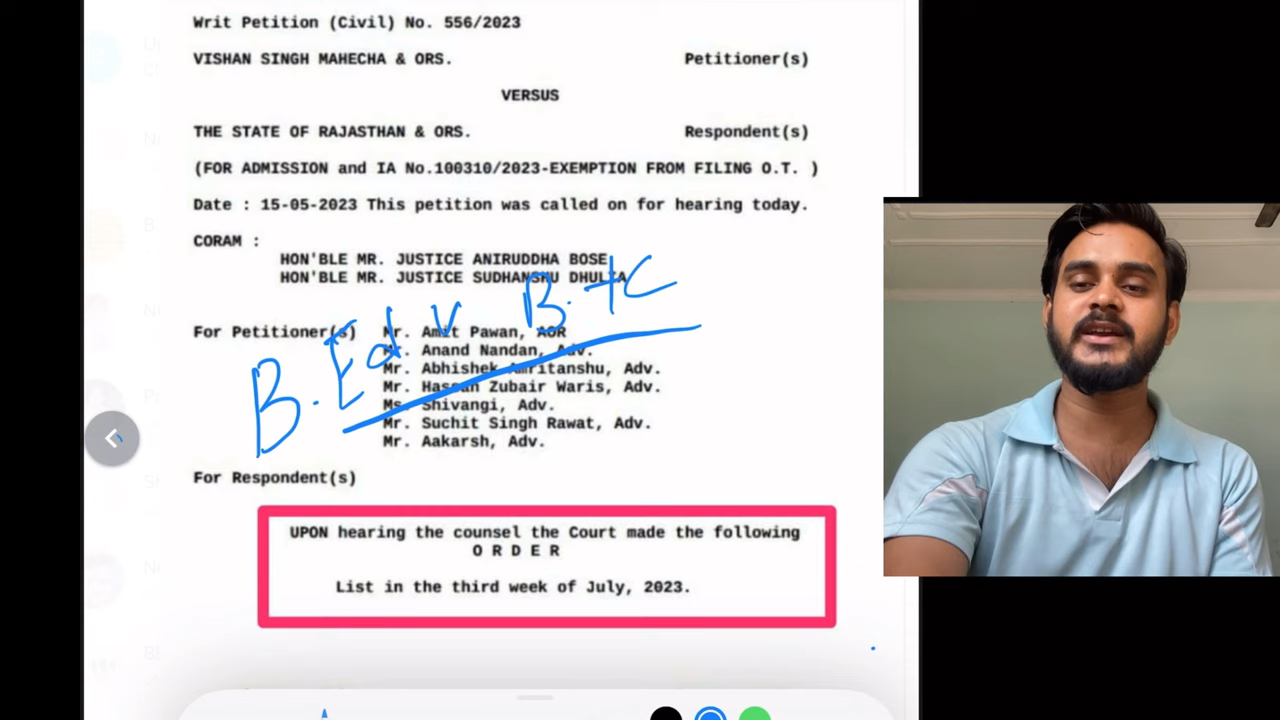 Writ Petition (Civil) No. 556/2023
VISHAN SINGH MAHECHA & ORS. Petitioner(s)
VERSUS
THE STATE OF RAJASTHAN & ORS. Respondent(s)
(FOR ADMISSION and IA No.100310/2023-EXEMPTION FROM FILING O.T. )
Date : 15-05-2023 This petition was called on for hearing today.
CORAM :
HON'BLE MR. JUSTICE ANIRUDDHA BOSE
HON'BLE MR. JUSTICE SUDHANSHU DHULIA
B.Ed V B.tC
For Petitioner(s) Mr. Amit Pawan, AOR
Mr. Anand Nandan, Adv.
Mr. Abhishek Amritanshu, Adv.
Mr. Hassan Zubair Waris, Adv.
Ms. Shivangi, Adv.
Mr. Suchit Singh Rawat, Adv.
Mr. Aakarsh, Adv.
For Respondent(s)
UPON hearing the counsel the Court made the following
O R D E R
List in the third week of July, 2023.